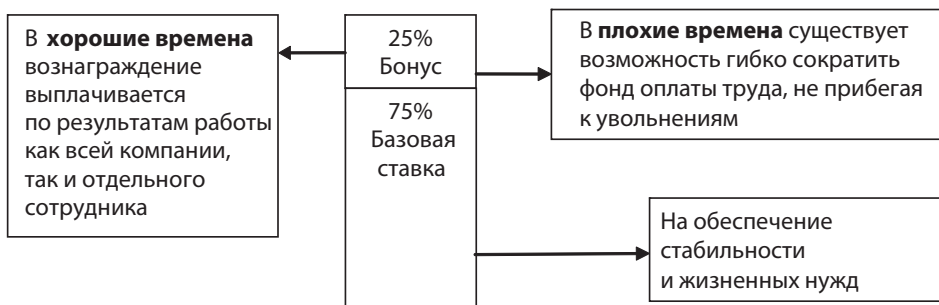 В хорошие времена
вознаграждение
выплачивается
по результатам работы
как всей компании,
так и отдельного
сотрудника
25%
Бонус
75%
Базовая
ставка
В плохие времена существует
возможность гибко сократить
фонд оплаты труда, не прибегая
к увольнениям
На обеспечение
стабильности
и жизненных нужд